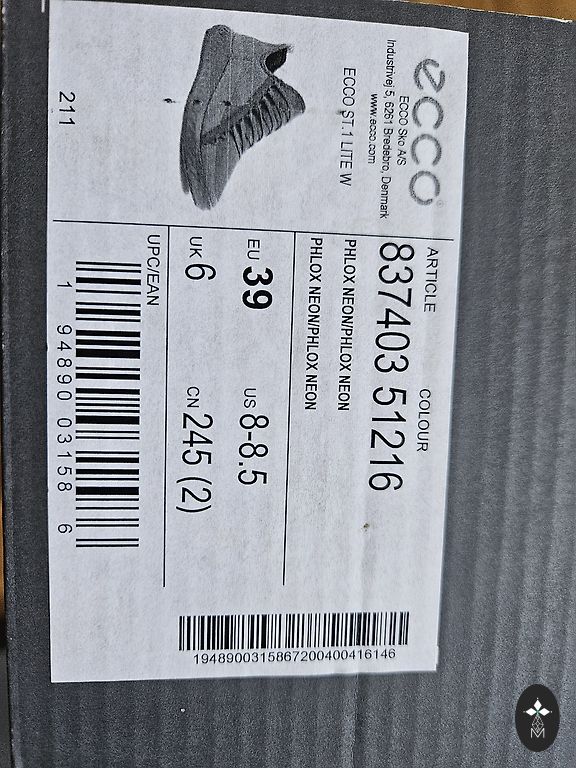 ecco
ECCO Sko A/S
Industrivej 5, 6261 Bredebro, Denmark
www.ecco.com
ECCO ST.1 LITE W
211
ARTICLE COLOUR
837403 51216
PHLOX NEON/PHLOX NEON
PHLOX NEON/PHLOX NEON
EU 39 US 8-8.5
UK 6 CN 245 (2)
UPC/EAN
1 94890 03158 6
1948900315867200400416146
M